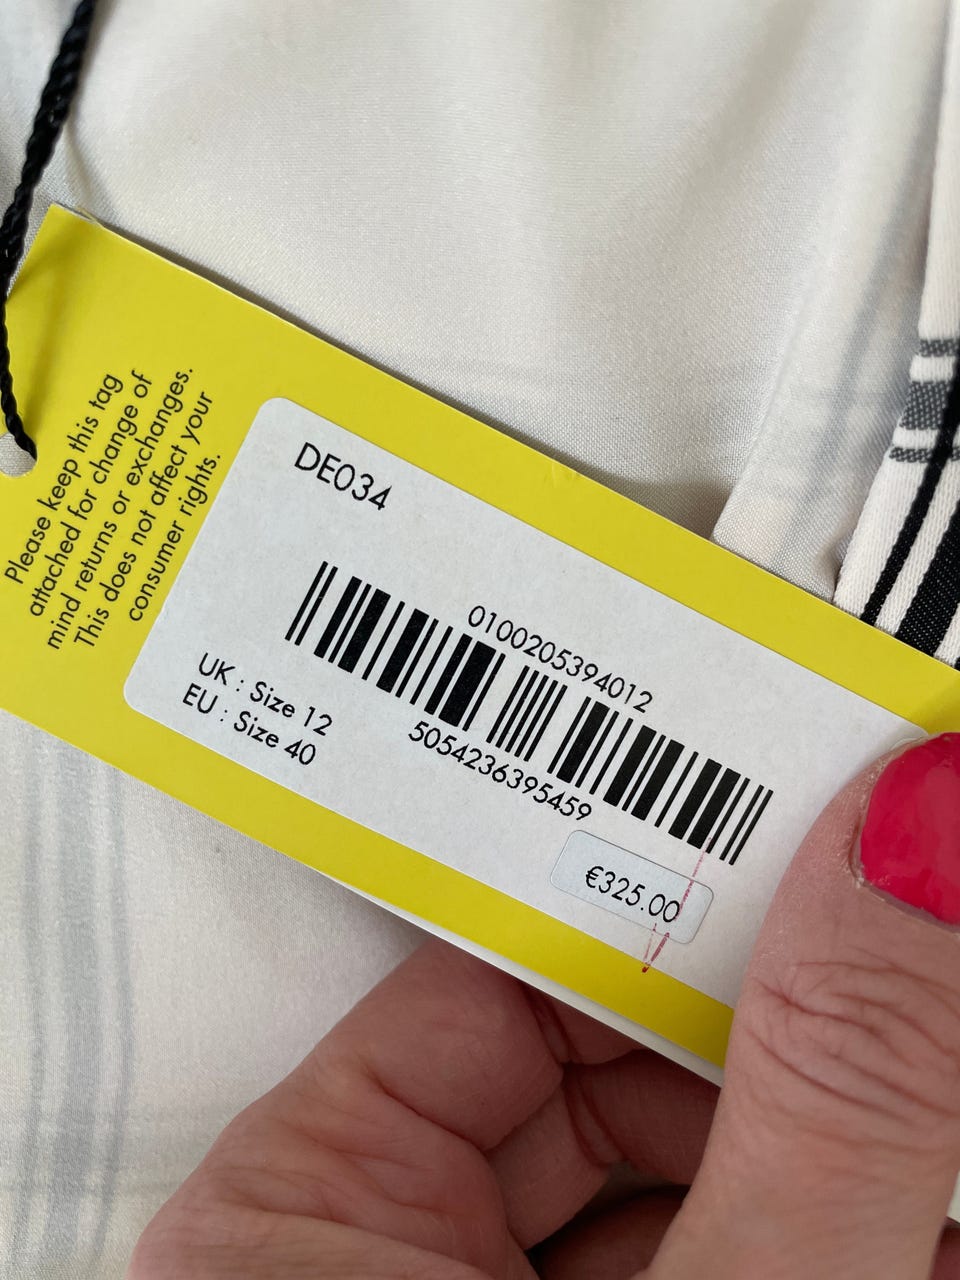 Please keep this tag
attached for change of
mind returns or exchanges.
This does not affect your
consumer rights.
DE034
0100205394012
UK : Size 12
EU : Size 40
5054236395459
€325.00